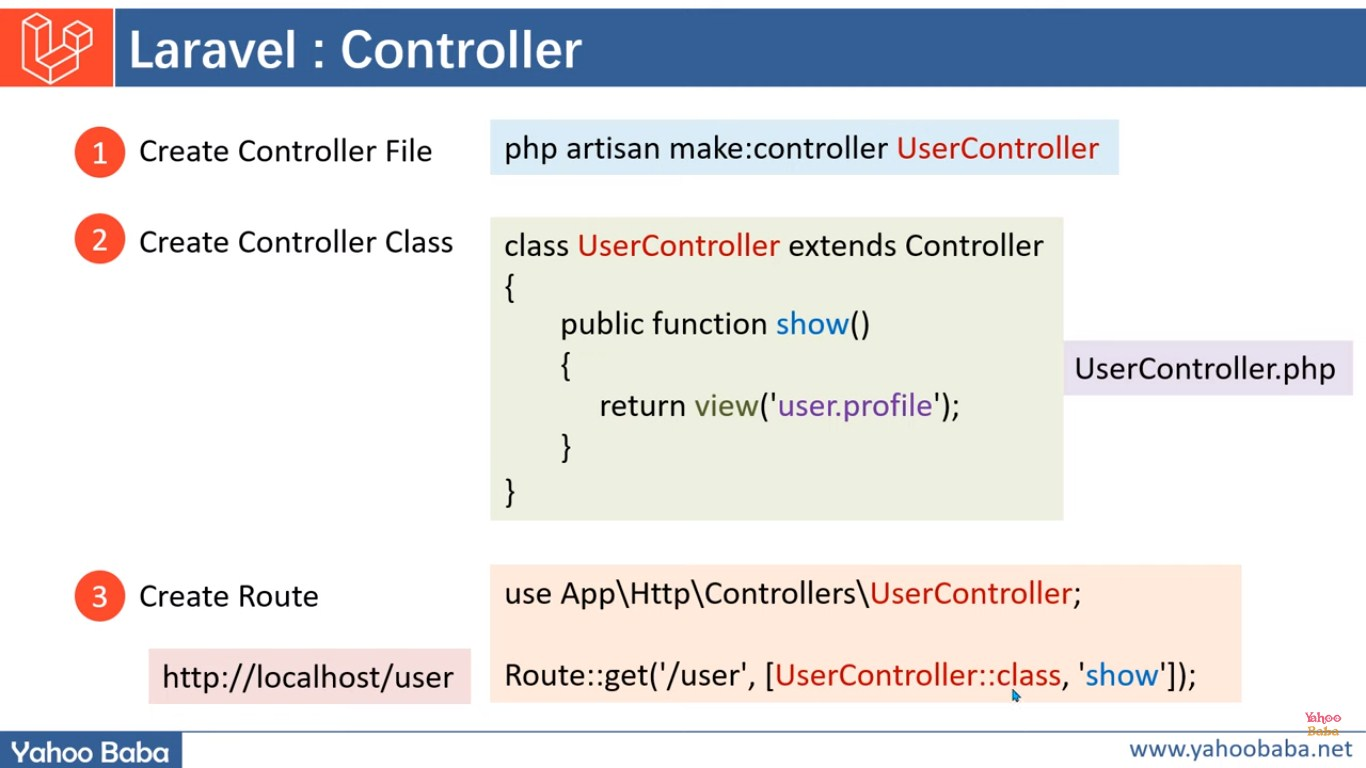 Laravel : Controller
1 Create Controller File
php artisan make:controller UserController
2 Create Controller Class
class UserController extends Controller
{
public function show()
{
return view('user.profile');
}
}
UserController.php
3 Create Route
http://localhost/user
use App\Http\Controllers\UserController;
Route::get('/user', [UserController::class, 'show']);
Yahoo
Baba
Yahoo Baba
www.yahoobaba.net